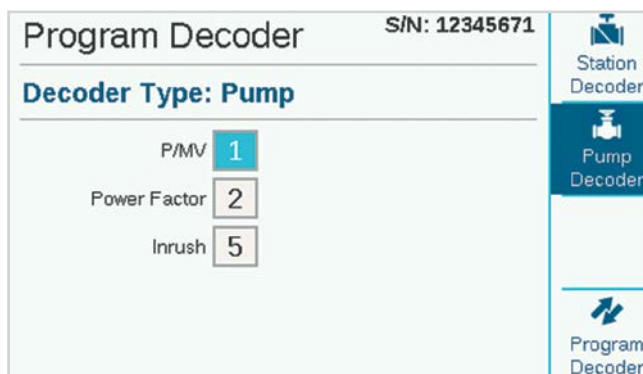 Program Decoder
S/N: 12345671
Decoder Type: Pump
P/MV 1
Power Factor 2
Inrush 5
Station
Decoder
Pump
Decoder
Program
Decoder